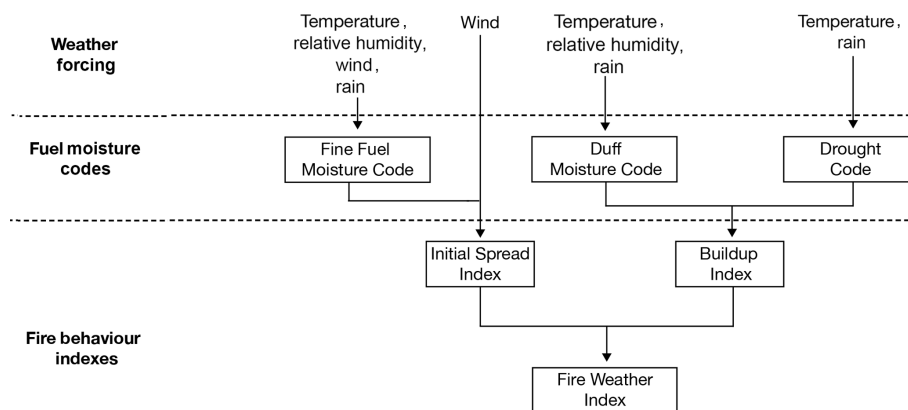 Weather
forcing
Temperature,
relative humidity,
wind,
rain
Wind
Temperature,
relative humidity,
rain
Temperature,
rain
Fuel moisture
codes
Fine Fuel
Moisture Code
Duff
Moisture Code
Drought
Code
Initial Spread
Index
Buildup
Index
Fire behaviour
indexes
Fire Weather
Index